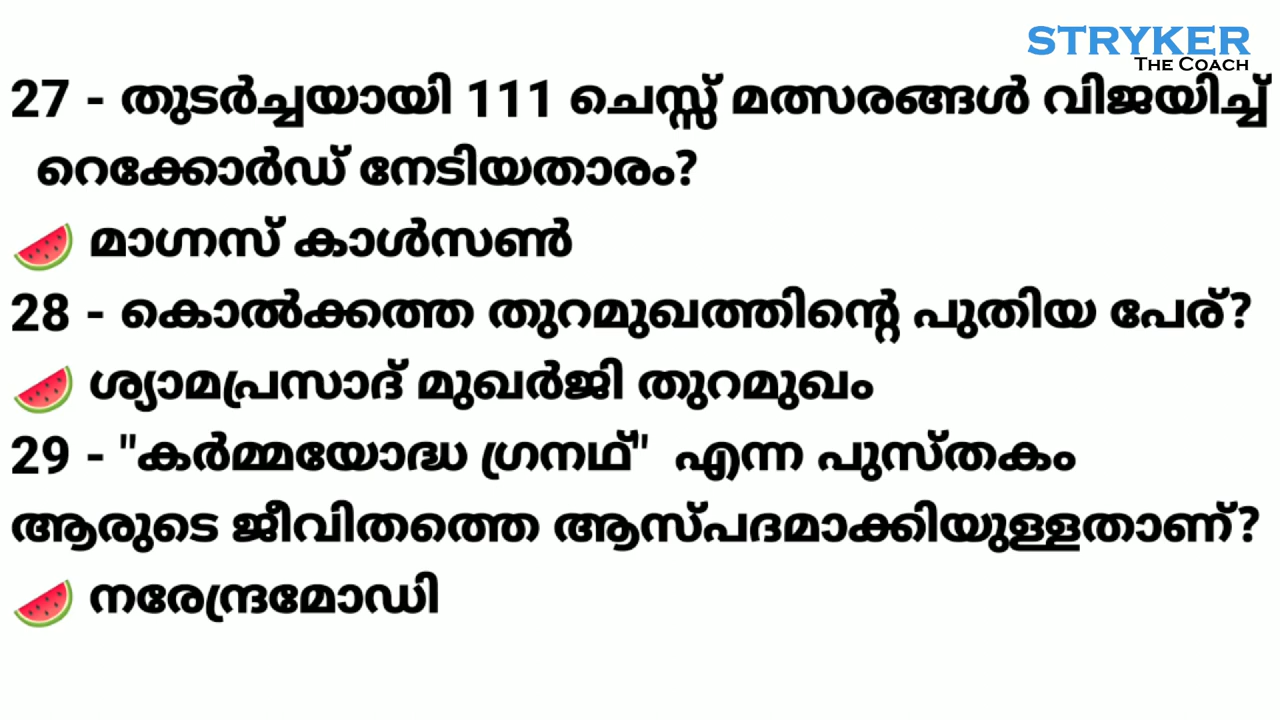 STRYKER
THE COACH
27 - തുടർച്ചയായി 111 ചെസ്സ് മത്സരങ്ങൾ വിജയിച്ച്
റെക്കോർഡ് നേടിയതാരം?
🍉 മാഗ്നസ് കാൾസൺ
28 - കൊൽക്കത്ത തുറമുഖത്തിന്റെ പുതിയ പേര്?
🍉 ശ്യാമപ്രസാദ് മുഖർജി തുറമുഖം
29 - "കർമ്മയോദ്ധ ഗ്രനഥ്" എന്ന പുസ്തകം
ആരുടെ ജീവിതത്തെ ആസ്പദമാക്കിയുള്ളതാണ്?
🍉 നരേന്ദ്രമോഡി